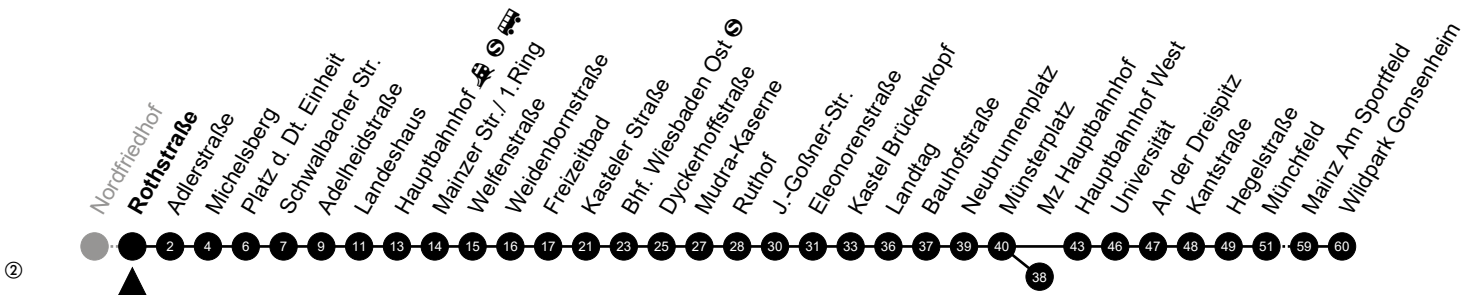 Nordfriedhof
Rothstraße
Adlerstraße
Michelsberg
Platz d. Dt. Einheit
Schwalbacher Str.
Adelheidstraße
Landeshaus
Hauptbahnhof
Mainzer Str./ 1.Ring
Welfenstraße
Weidenbornstraße
Freizeitbad
Kasteler Straße
Bhf. Wiesbaden Ost S
Dyckerhoffstraße
Mudra-Kaserne
Ruthof
J.-Goßner-Str.
Eleonorenstraße
Kastel Brückenkopf
Landtag
Bauhofstraße
Neubrunnenplatz
Münsterplatz
Mz Hauptbahnhof
Hauptbahnhof West
Universität
An der Dreispitz
Kantstraße
Hegelstraße
Münchfeld
Mainz Am Sportfeld
Wildpark Gonsenheim
2 4 6 7 9 11 13 14 15 16 17 21 23 25 27 28 30 31 33 36 37 39 40 43 46 47 48 49 51 59 60
38
②